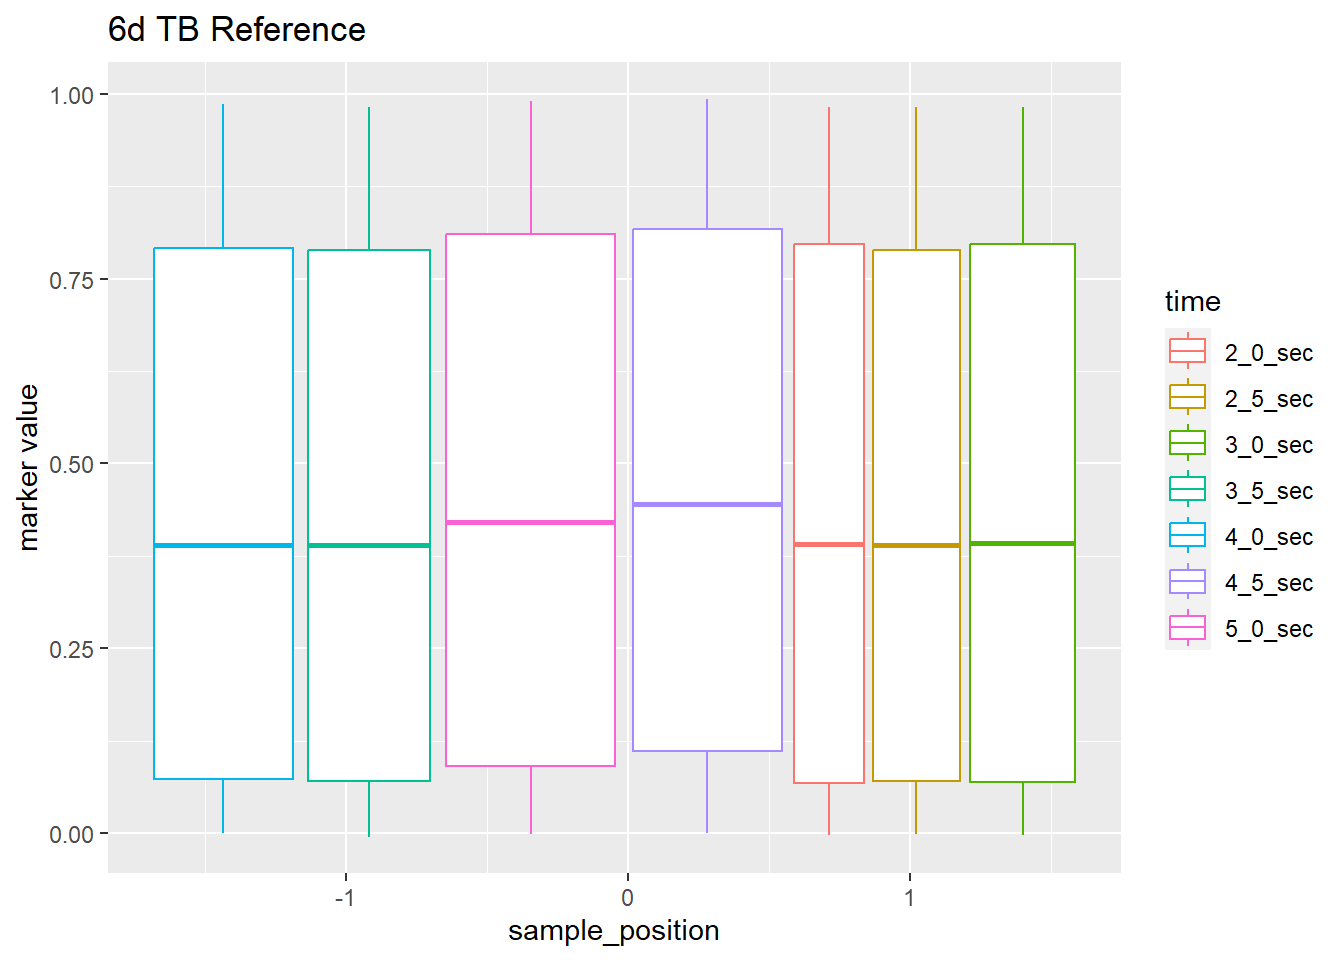 6d TB Reference
1.00
0.75
0.50
0.25
0.00
marker value
-1
0
1
sample_position
time
2_0_sec
2_5_sec
3_0_sec
3_5_sec
4_0_sec
4_5_sec
5_0_sec